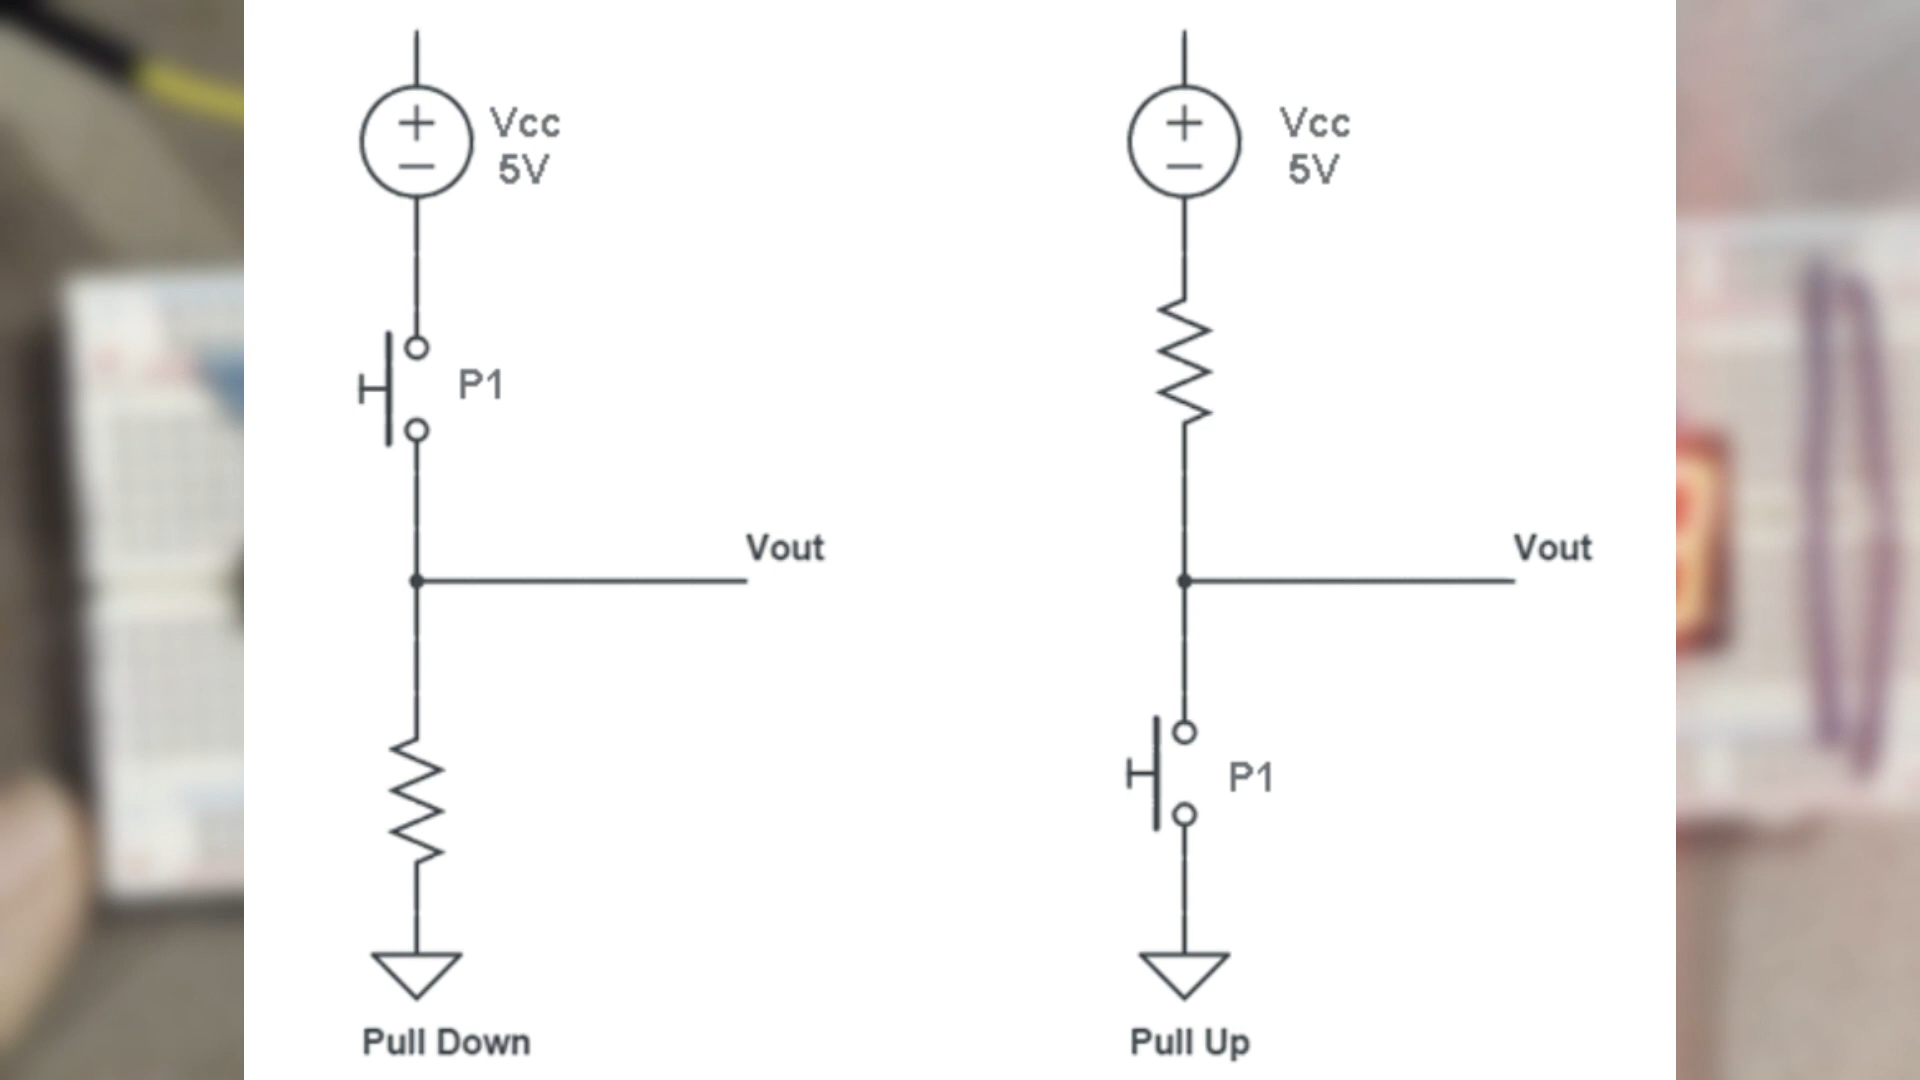 Vcc
5V
P1
Vout
Pull Down
Vcc
5V
Vout
P1
Pull Up